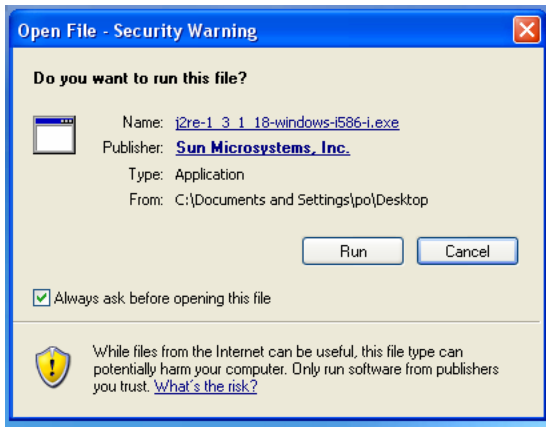 Open File - Security Warning
Do you want to run this file?
Name: j2re-1_3_1_18-windows-i586-i.exe
Publisher: Sun Microsystems, Inc.
Type: Application
From: C:\Documents and Settings\po\Desktop
Run Cancel
Always ask before opening this file
While files from the Internet can be useful, this file type can
potentially harm your computer. Only run software from publishers
you trust. What's the risk?